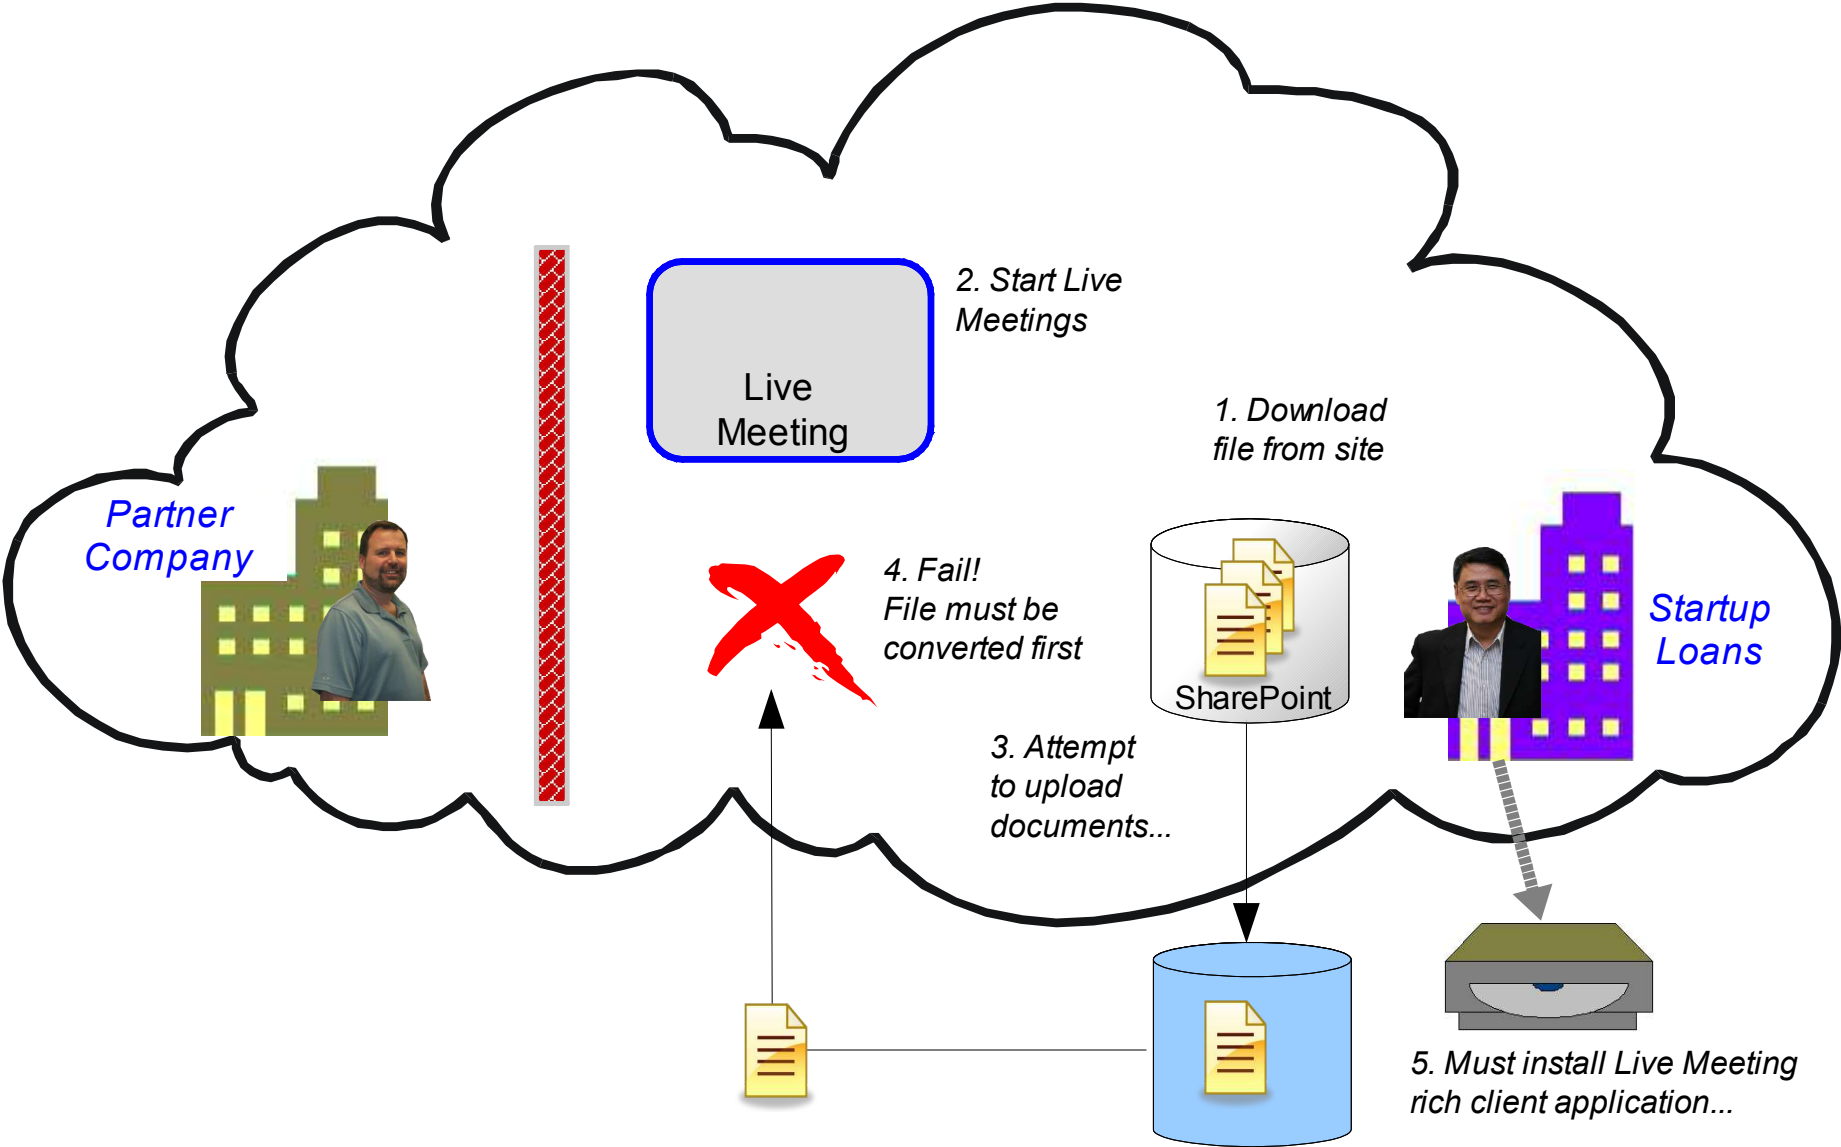 2. Start Live
Meetings
Live
Meeting
1. Download
file from site
Partner
Company
4. Fail!
File must be
converted first
Startup
Loans
SharePoint
3. Attempt
to upload
documents...
5. Must install Live Meeting
rich client application...